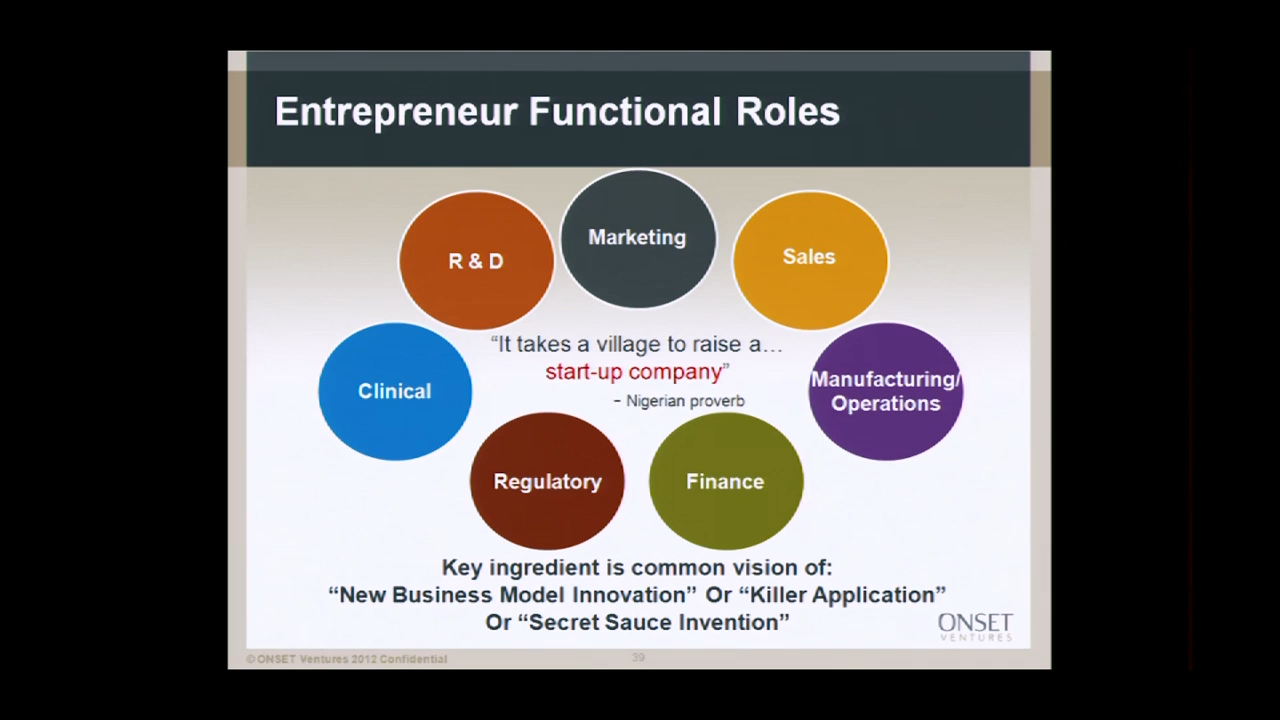 Entrepreneur Functional Roles
Marketing
R & D
Sales
“It takes a village to raise a…
start-up company”
– Nigerian proverb
Clinical
Manufacturing/
Operations
Regulatory
Finance
Key ingredient is common vision of:
“New Business Model Innovation” Or “Killer Application”
Or “Secret Sauce Invention”
ONSET
VENTURES
© ONSET Ventures 2012 Confidential
39